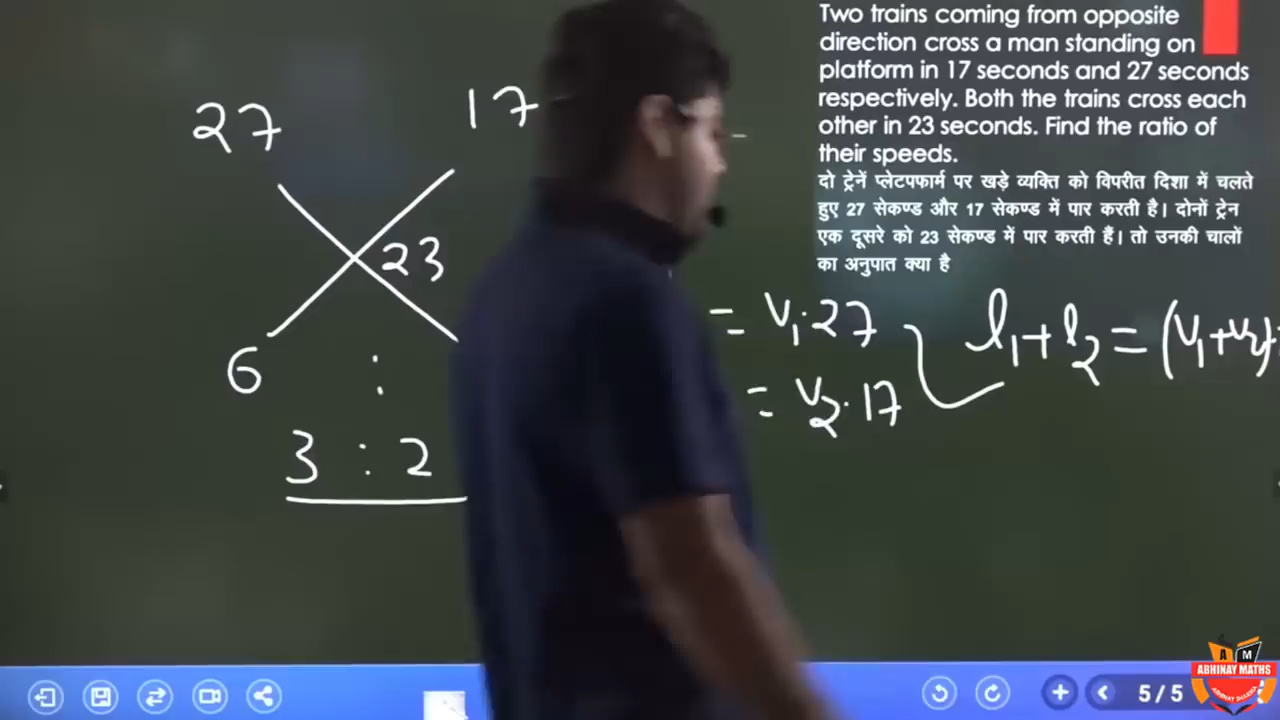 Two trains coming from opposite
direction cross a man standing on
platform in 17 seconds and 27 seconds
respectively. Both the trains cross each
other in 23 seconds. Find the ratio of
their speeds.
दो ट्रेनें प्लेटपफार्म पर खड़े व्यक्ति को विपरीत दिशा में चलते
हुए 27 सेकण्ड और 17 सेकण्ड में पार करती है। दोनों ट्रेन
एक दूसरे को 23 सेकण्ड में पार करती हैं। तो उनकी चालों
का अनुपात क्या है
27 17
23
6 :
3 : 2
= v₁·27
= v₂·17
l₁+l₂=(v₁+v₂)
5/5
AM
ABHINAY MATHS
ABHINAY SHARMA